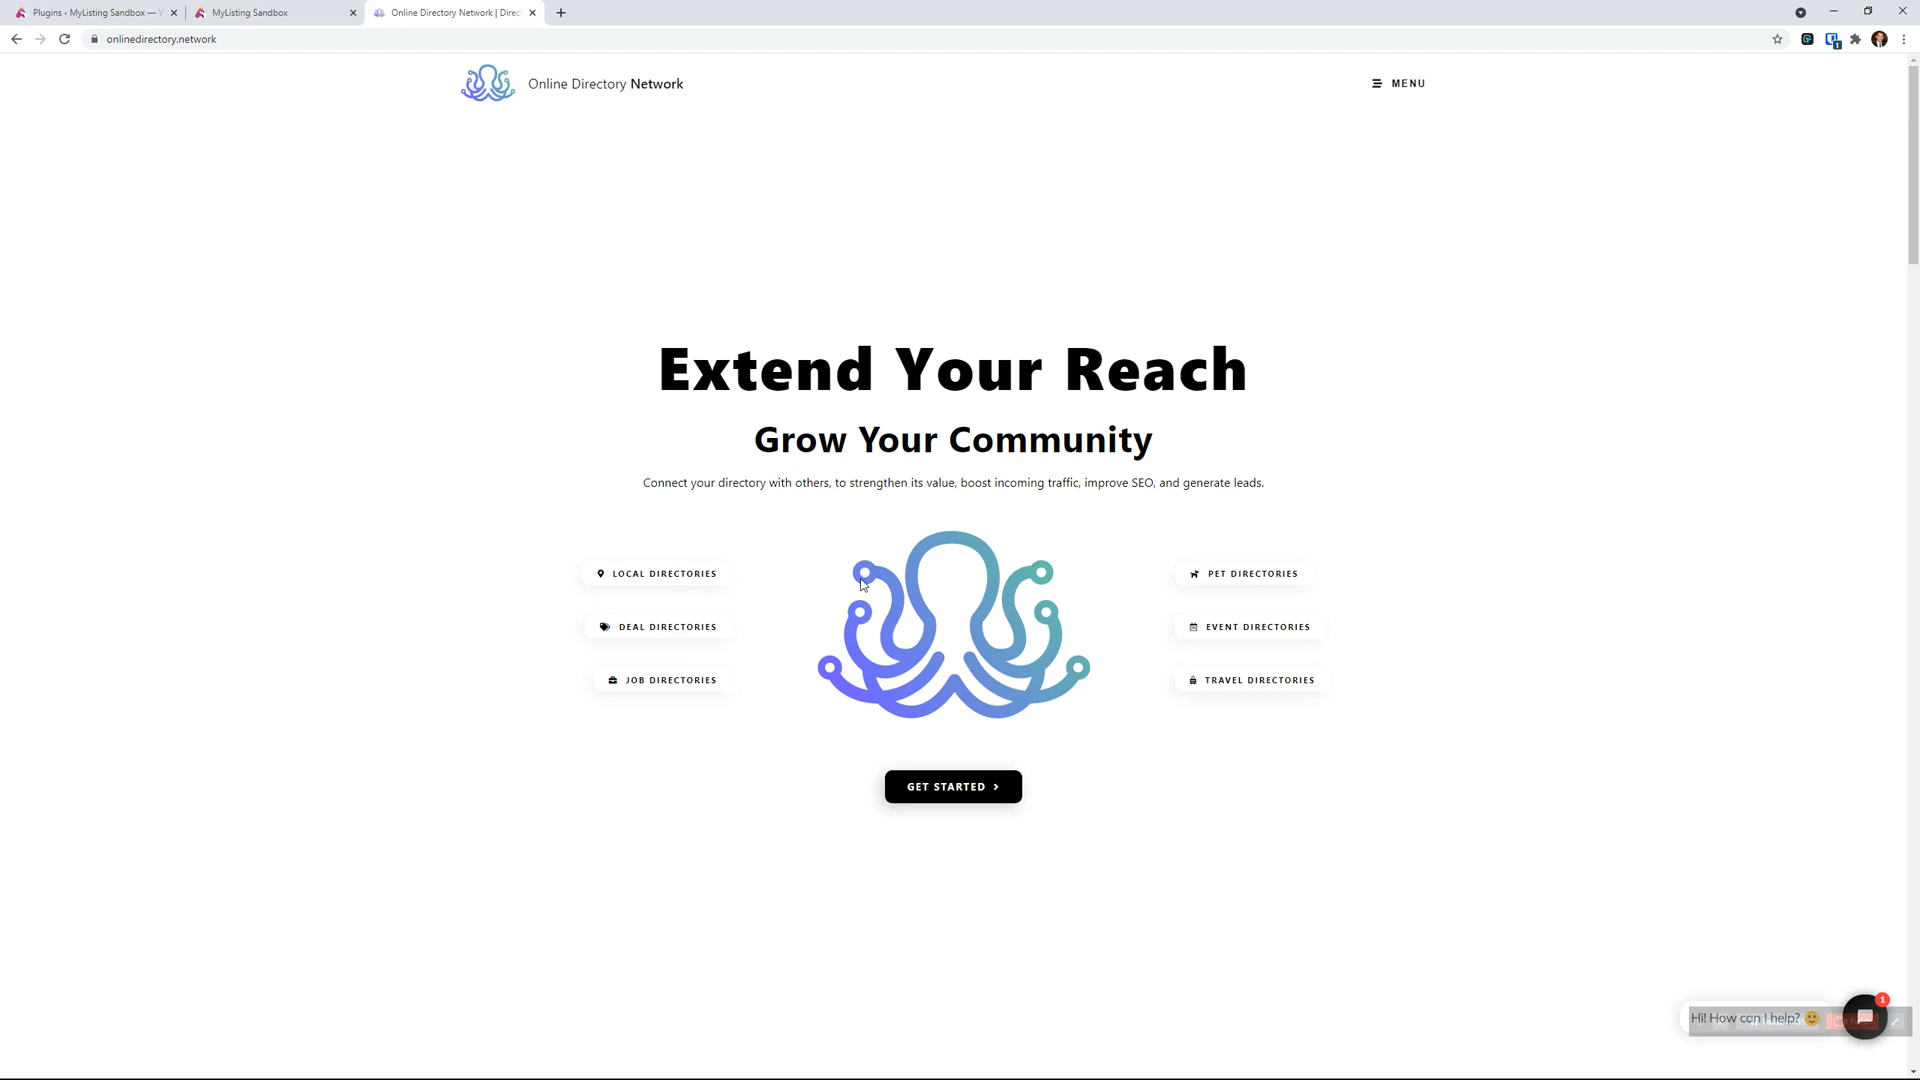 Plugins ‹ MyListing Sandbox —
MyListing Sandbox
Online Directory Network | Direc
onlinedirectory.network
1
Online Directory Network
MENU
Extend Your Reach
Grow Your Community
Connect your directory with others, to strengthen its value, boost incoming traffic, improve SEO, and generate leads.
LOCAL DIRECTORIES
PET DIRECTORIES
DEAL DIRECTORIES
EVENT DIRECTORIES
JOB DIRECTORIES
TRAVEL DIRECTORIES
GET STARTED >
1
Hi! How can I help? 🙂